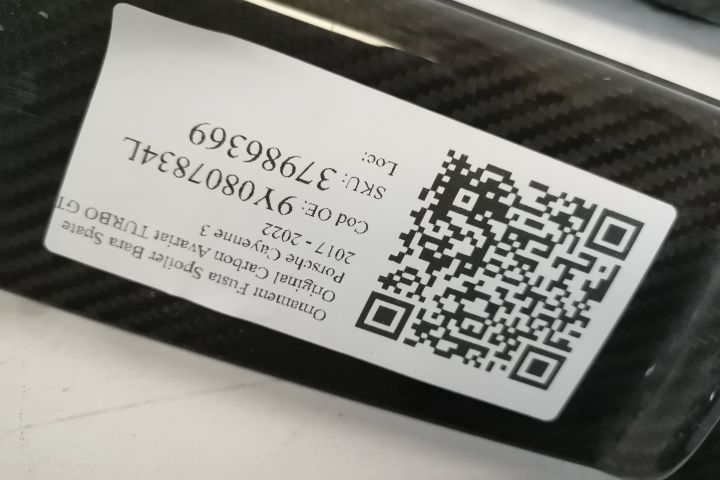 Ornament Fusta Spoiler Bara Spate
Original Carbon Avariat TURBO GT
Porsche Cayenne 3
2017 - 2022
Cod OE: 9Y0807834L
SKU: 37986369
Loc: